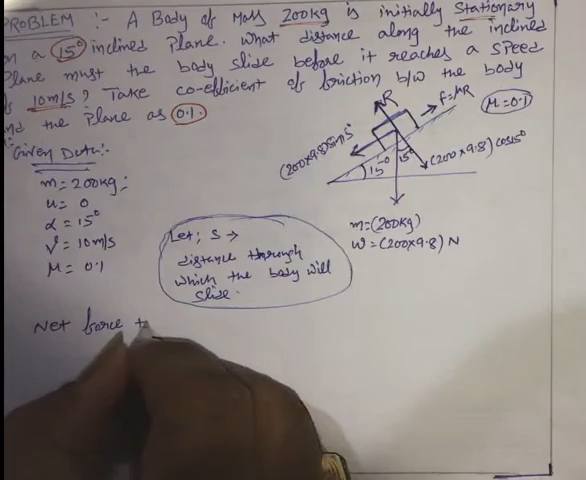 PROBLEM :- A Body of Mass 200kg is initially Stationary
on a 15° inclined Plane. What distance along the inclined
Plane must the body slide before it reaches a speed
of 10m/s? Take co-efficient of friction b/w the body
and the plane as 0.1.
Given Data:-
m = 200kg:
u = 0
α = 15°
V = 10m/s
μ = 0.1
Let; S →
distance through
which the body will
slide.
R
F=μR
μ=0.1
(200×9.8)sin15°
15°
15°
(200×9.8)cos15°
m=(200kg)
W=(200×9.8) N
Net force